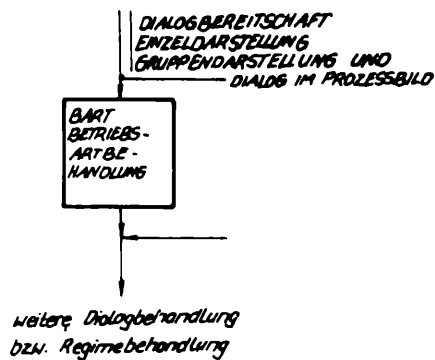 DIALOGBEREITSCHAFT
EINZELDARSTELLUNG
GRUPPENDARSTELLUNG UND
DIALOG IM PROZESSBILD
BART
BETRIEBS-
ARTBE-
HANDLUNG
weitere Dialogbehandlung
bzw. Regimebehandlung